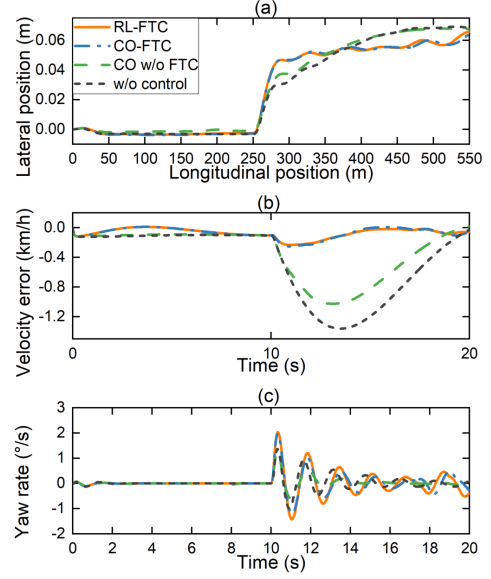 (a)
Lateral position (m)
0.06
0.04
0.02
0.00
RL-FTC
CO-FTC
CO w/o FTC
w/o control
0 50 100 150 200 250 300 350 400 450 500 550
Longitudinal position (m)
(b)
Velocity error (km/h)
0.0
-0.4
-0.8
-1.2
0 10 20
Time (s)
(c)
Yaw rate (°/s)
3
2
1
0
-1
-2
0 2 4 6 8 10 12 14 16 18 20
Time (s)